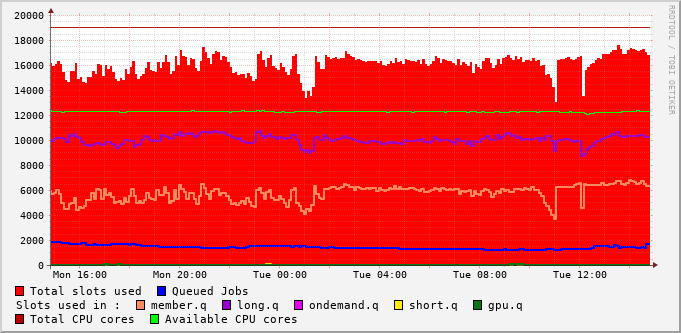 20000
18000
16000
14000
12000
10000
8000
6000
4000
2000
0
Mon 16:00 Mon 20:00 Tue 00:00 Tue 04:00 Tue 08:00 Tue 12:00
RRDTOOL / TOBI OETIKER
Total slots used Queued Jobs
Slots used in : member.q long.q ondemand.q short.q gpu.q
Total CPU cores Available CPU cores